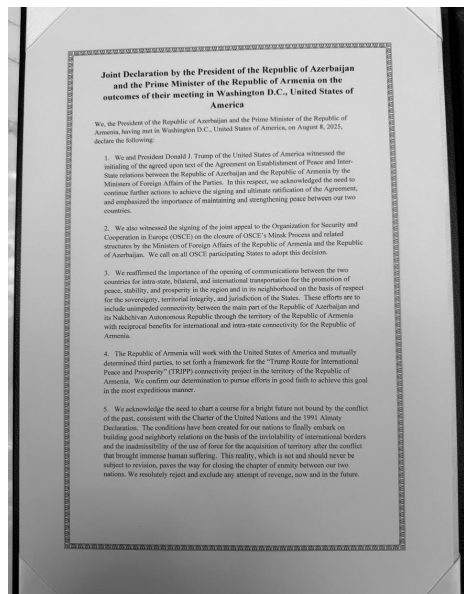 Joint Declaration by the President of the Republic of Azerbaijan
and the Prime Minister of the Republic of Armenia on the
outcomes of their meeting in Washington D.C., United States of
America
We, the President of the Republic of Azerbaijan and the Prime Minister of the Republic of
Armenia, having met in Washington D.C., United States of America, on August 8, 2025,
declare the following:
1. We and President Donald J. Trump of the United States of America witnessed the
initialing of the agreed upon text of the Agreement on Establishment of Peace and Inter-
State relations between the Republic of Azerbaijan and the Republic of Armenia by the
Ministers of Foreign Affairs of the Parties. In this respect, we acknowledged the need to
continue further actions to achieve the signing and ultimate ratification of the Agreement,
and emphasized the importance of maintaining and strengthening peace between our two
countries.
2. We also witnessed the signing of the joint appeal to the Organization for Security and
Cooperation in Europe (OSCE) on the closure of OSCE's Minsk Process and related
structures by the Ministers of Foreign Affairs of the Republic of Armenia and the Republic
of Azerbaijan. We call on all OSCE participating States to adopt this decision.
3. We reaffirmed the importance of the opening of communications between the two
countries for intra-state, bilateral, and international transportation for the promotion of
peace, stability, and prosperity in the region and in its neighborhood on the basis of respect
for the sovereignty, territorial integrity, and jurisdiction of the States. These efforts are to
include unimpeded connectivity between the main part of the Republic of Azerbaijan and
its Nakhchivan Autonomous Republic through the territory of the Republic of Armenia
with reciprocal benefits for international and intra-state connectivity for the Republic of
Armenia.
4. The Republic of Armenia will work with the United States of America and mutually
determined third parties, to set forth a framework for the "Trump Route for International
Peace and Prosperity" (TRIPP) connectivity project in the territory of the Republic of
Armenia. We confirm our determination to pursue efforts in good faith to achieve this goal
in the most expeditious manner.
5. We acknowledge the need to chart a course for a bright future not bound by the conflict
of the past, consistent with the Charter of the United Nations and the 1991 Almaty
Declaration. The conditions have been created for our nations to finally embark on
building good neighborly relations on the basis of the inviolability of international borders
and the inadmissibility of the use of force for the acquisition of territory after the conflict
that brought immense human suffering. This reality, which is not and should never be
subject to revision, paves the way for closing the chapter of enmity between our two
nations. We resolutely reject and exclude any attempt of revenge, now and in the future.